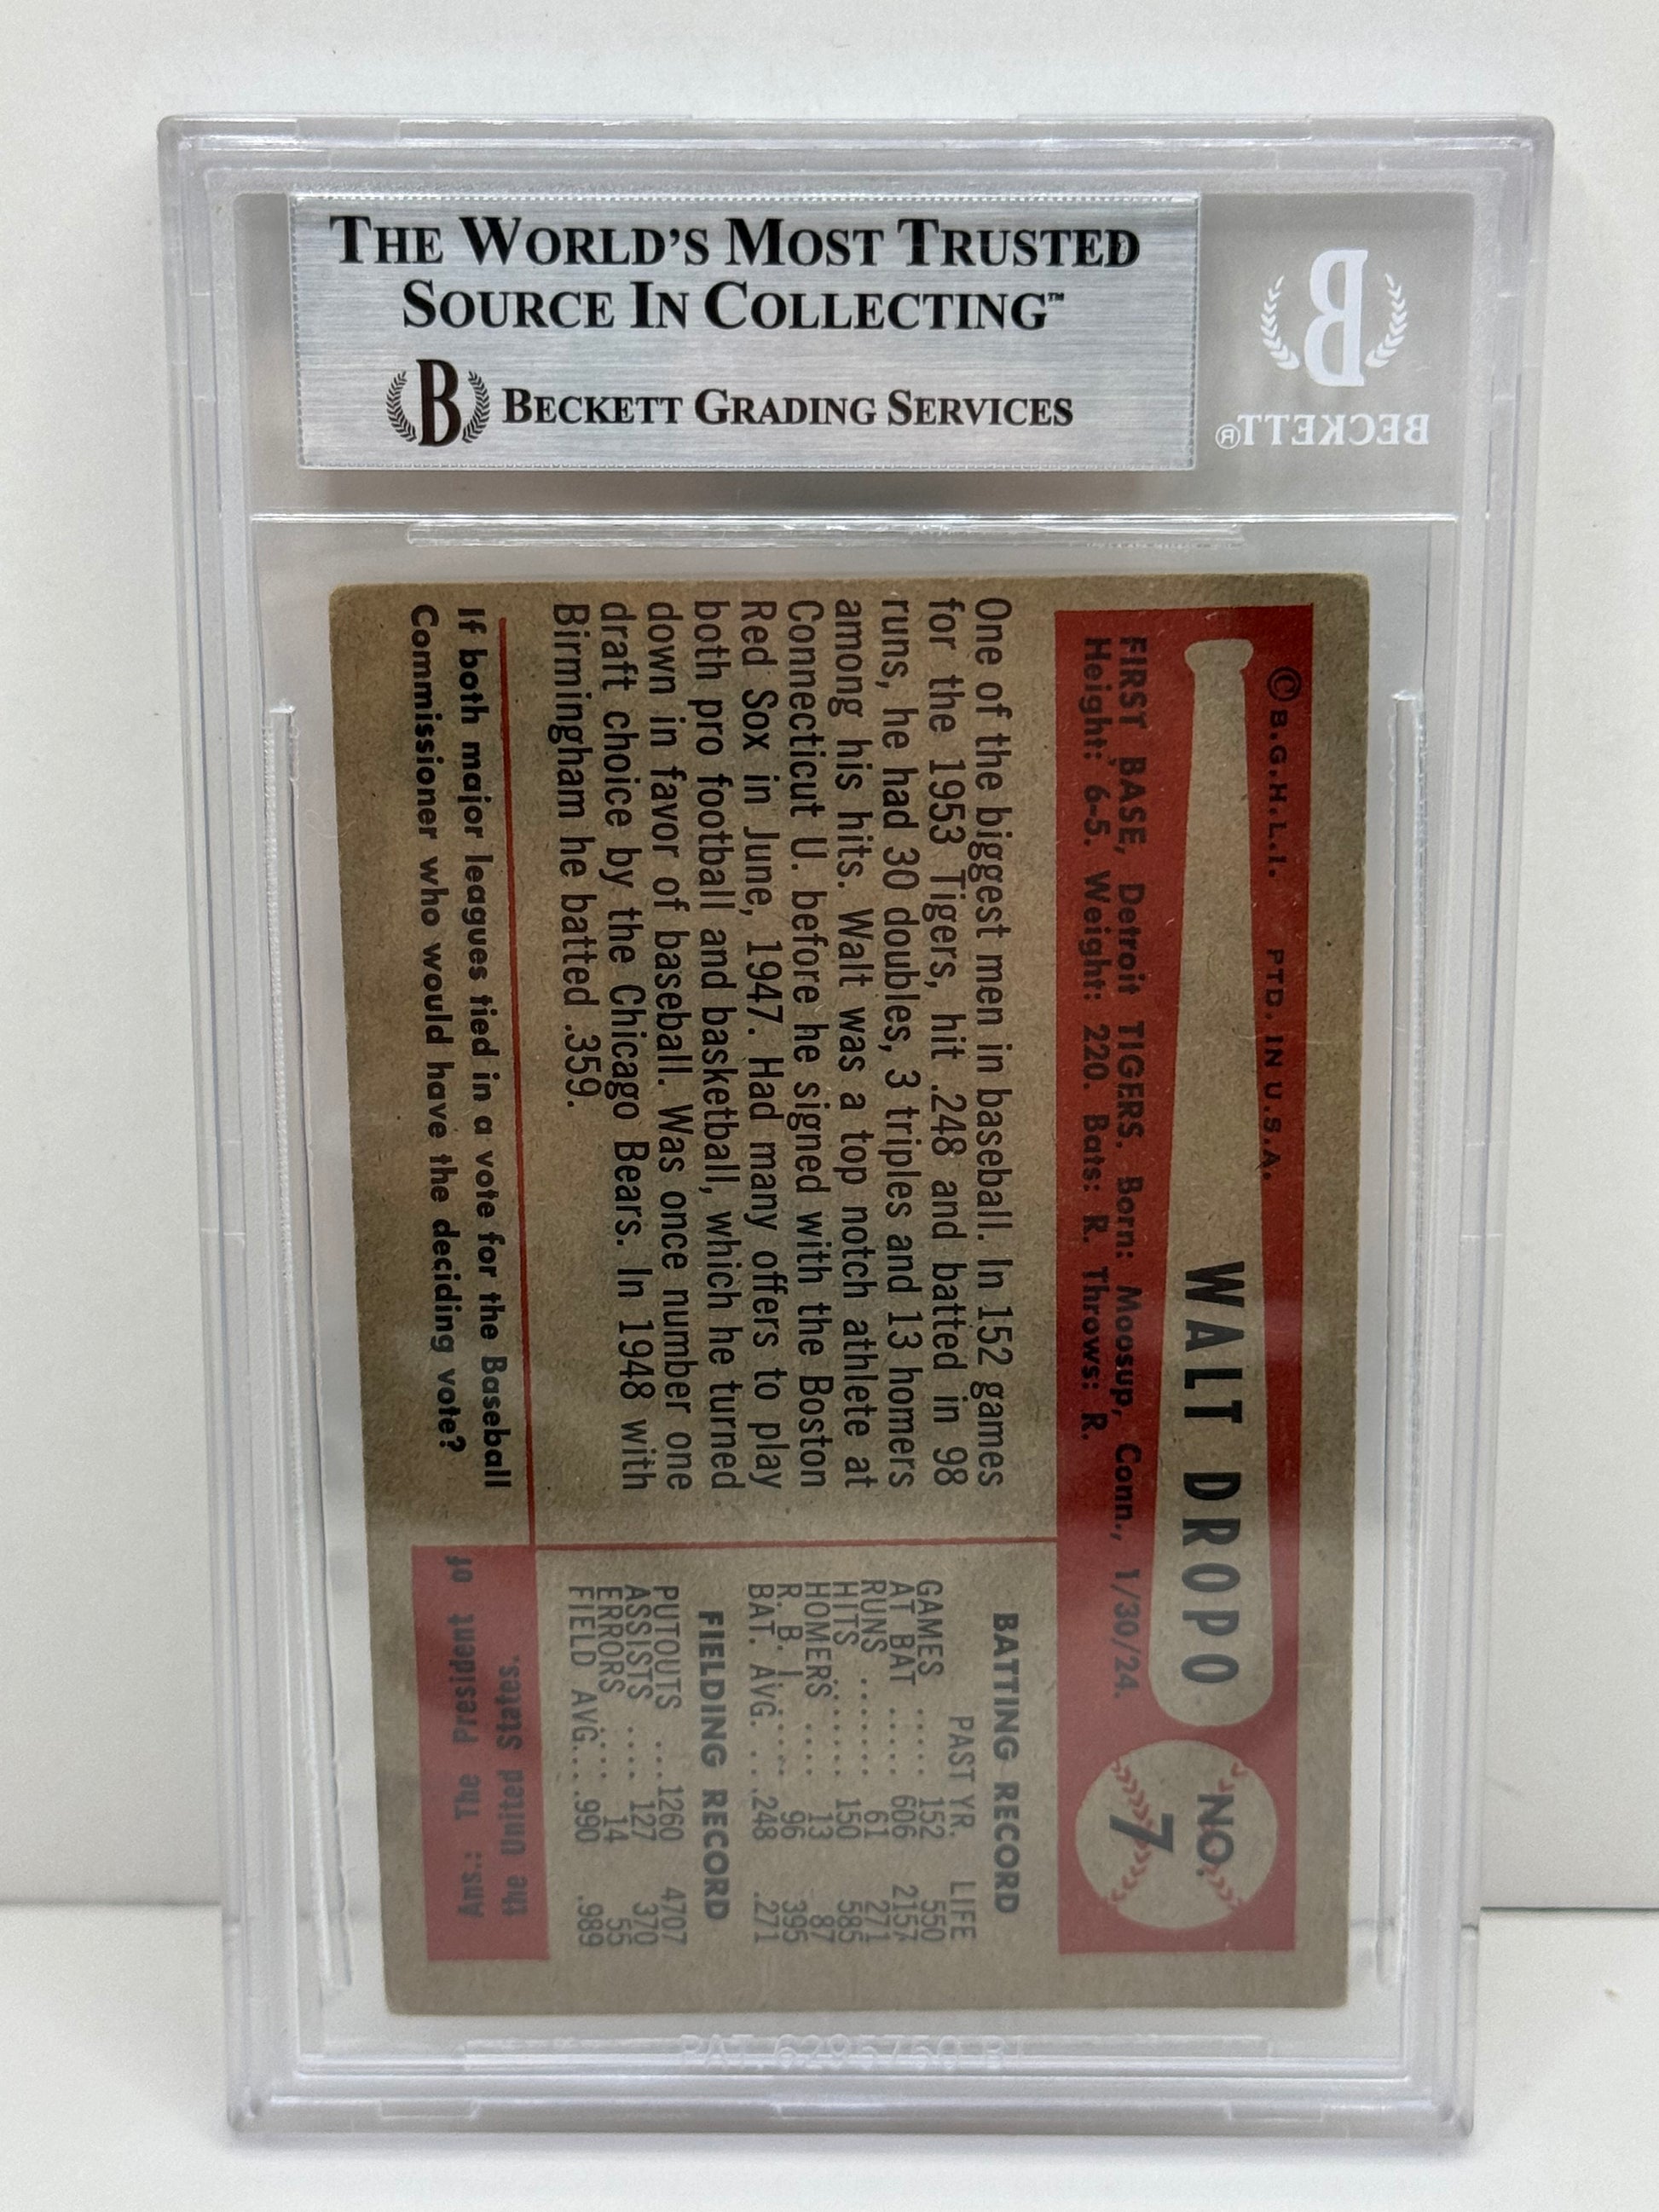 THE WORLD'S MOST TRUSTED
SOURCE IN COLLECTING™
B BECKETT GRADING SERVICES
B
BECKETT®
©B.G.H.L.I. PTD. IN U.S.A.
WALT DROPO
NO.
7
FIRST BASE, Detroit TIGERS. Born: Moosup, Conn., 1/30/24.
Height: 6-5. Weight: 220. Bats: R. Throws: R.
One of the biggest men in baseball. In 152 games
for the 1953 Tigers, hit .248 and batted in 98
runs, he had 30 doubles, 3 triples and 13 homers
among his hits. Walt was a top notch athlete at
Connecticut U. before he signed with the Boston
Red Sox in June, 1947. Had many offers to play
both pro football and basketball, which he turned
down in favor of baseball. Was once number one
draft choice by the Chicago Bears. In 1948 with
Birmingham he batted .359.
BATTING RECORD
PAST YR. LIFE
GAMES ..... 152 550
AT BAT ..... 606 2157
RUNS ....... 61 271
HITS ....... 150 585
HOMERS .... 13 87
R. B. I. .... 96 395
BAT. AVG. .. .248 .271
FIELDING RECORD
PUTOUTS ...1260 4707
ASSISTS .... 127 370
ERRORS .... 14 55
FIELD AVG... .990 .989
If both major leagues tied in a vote for the Baseball
Commissioner who would have the deciding vote?
Ans.: The President of
the United States.
PAT. 6295750 B1